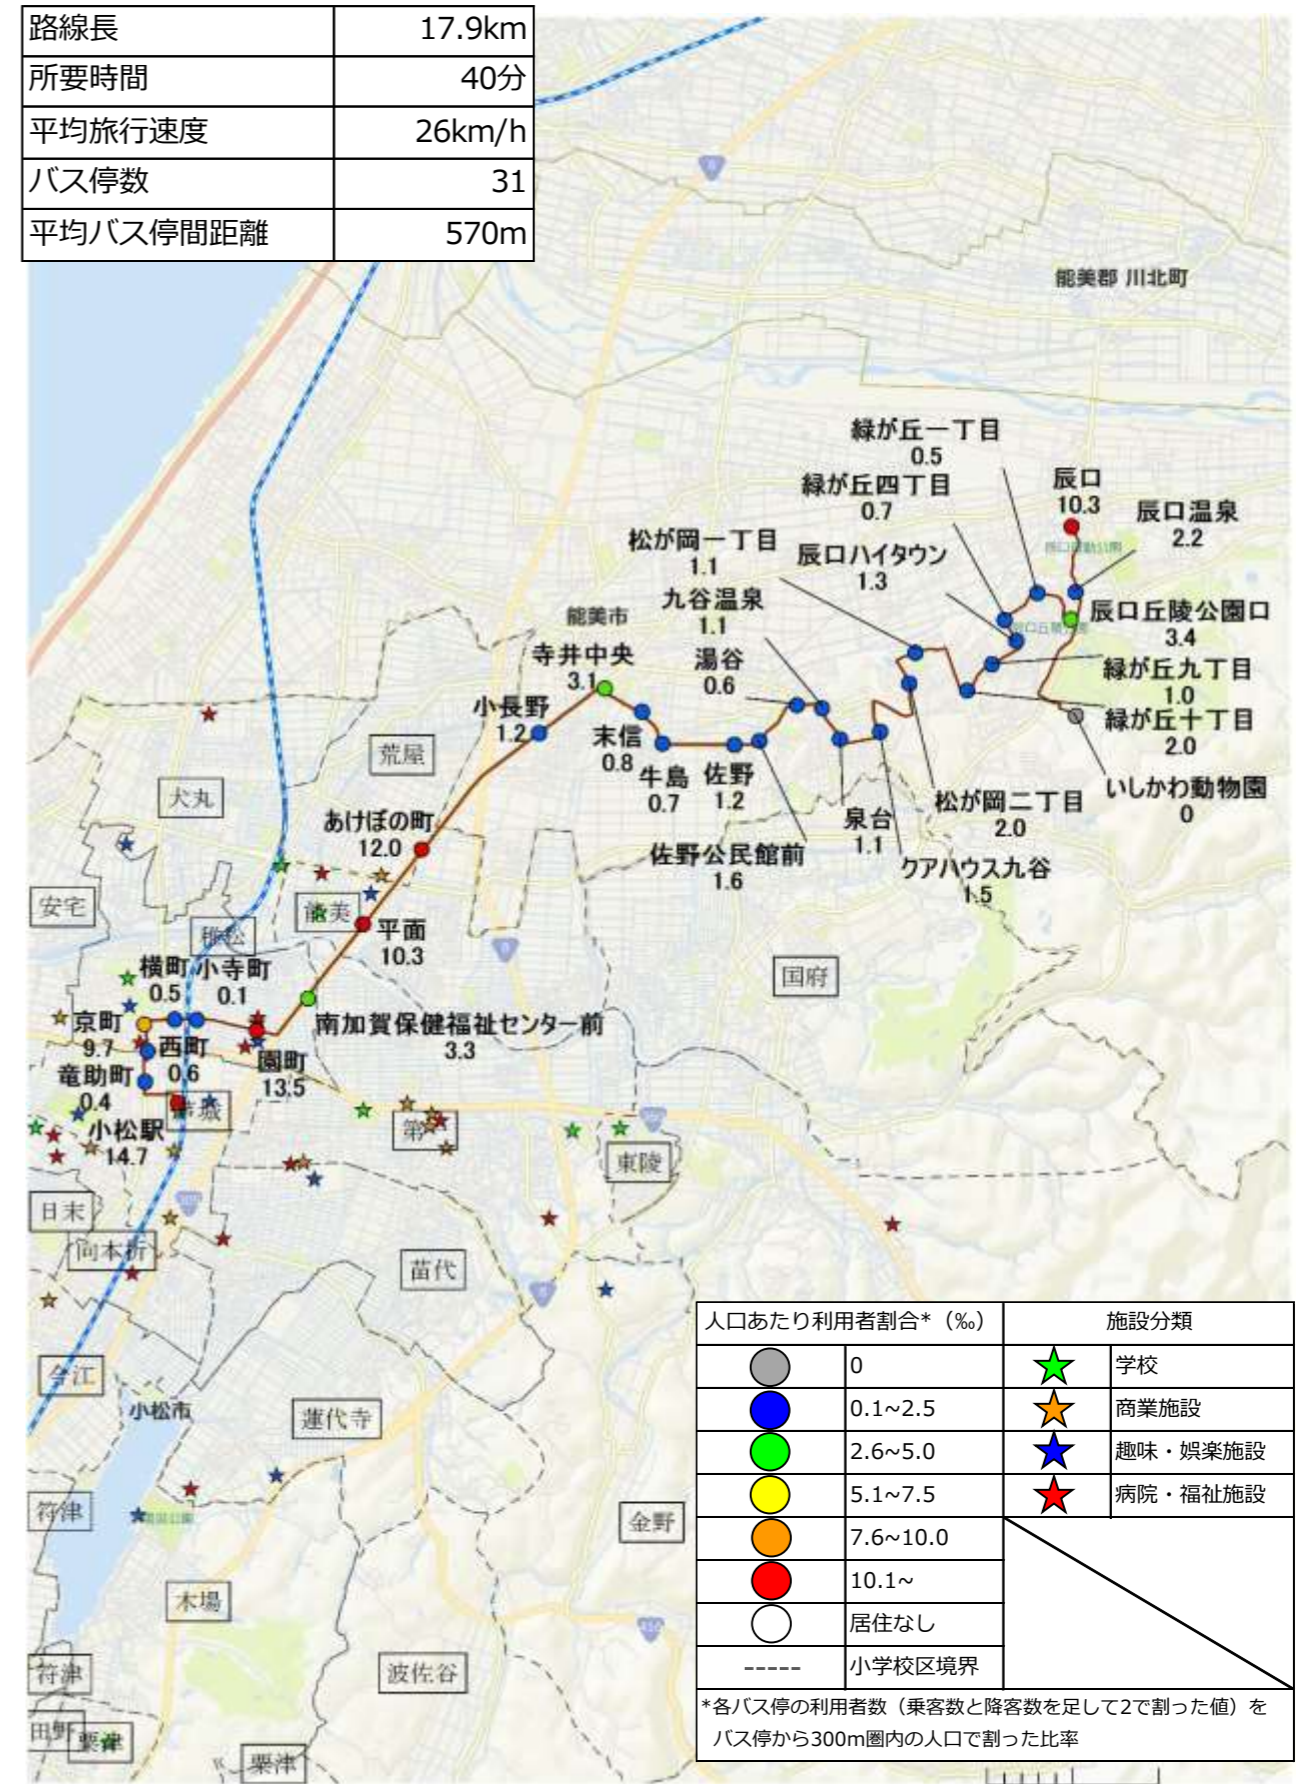 路線長 17.9km
所要時間 40分
平均旅行速度 26km/h
バス停数 31
平均バス停間距離 570m
能美郡 川北町
緑が丘一丁目
0.5
緑が丘四丁目
0.7
辰口
10.3
辰口温泉
2.2
松が岡一丁目
1.1
辰口ハイタウン
1.3
九谷温泉
1.1
能美市
辰口丘陵公園口
3.4
寺井中央
3.1
湯谷
0.6
緑が丘九丁目
1.0
小長野
1.2
緑が丘十丁目
2.0
末信
0.8
牛島
0.7
佐野
1.2
いしかわ動物園
0
荒屋
犬丸
松が岡二丁目
2.0
泉台
1.1
あけぼの町
12.0
佐野公民館前
1.6
クアハウス九谷
1.5
安宅
能美
稚松
平面
10.3
国府
横町
0.5
小寺町
0.1
京町
9.7
西町
0.6
南加賀保健福祉センター前
3.3
園町
13.5
竜助町
0.4
芦城
小松駅
14.7
第一
東陵
日末
向本折
苗代
今江
小松市
蓮代寺
符津
金野
木場
符津
波佐谷
田野
粟津
粟津
人口あたり利用者割合*（‰） 施設分類
0 学校
0.1~2.5 商業施設
2.6~5.0 趣味・娯楽施設
5.1~7.5 病院・福祉施設
7.6~10.0
10.1~
居住なし
小学校区境界
*各バス停の利用者数（乗客数と降客数を足して2で割った値）を
バス停から300m圏内の人口で割った比率